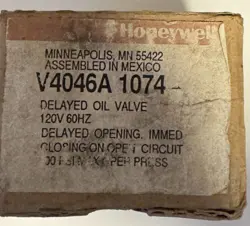 Honeywell
MINNEAPOLIS, MN 55422
ASSEMBLED IN MEXICO
V4046A 1074
DELAYED OIL VALVE
120V 60HZ
DELAYED OPENING. IMMED
CLOSING ON OPEN CIRCUIT
PRESS